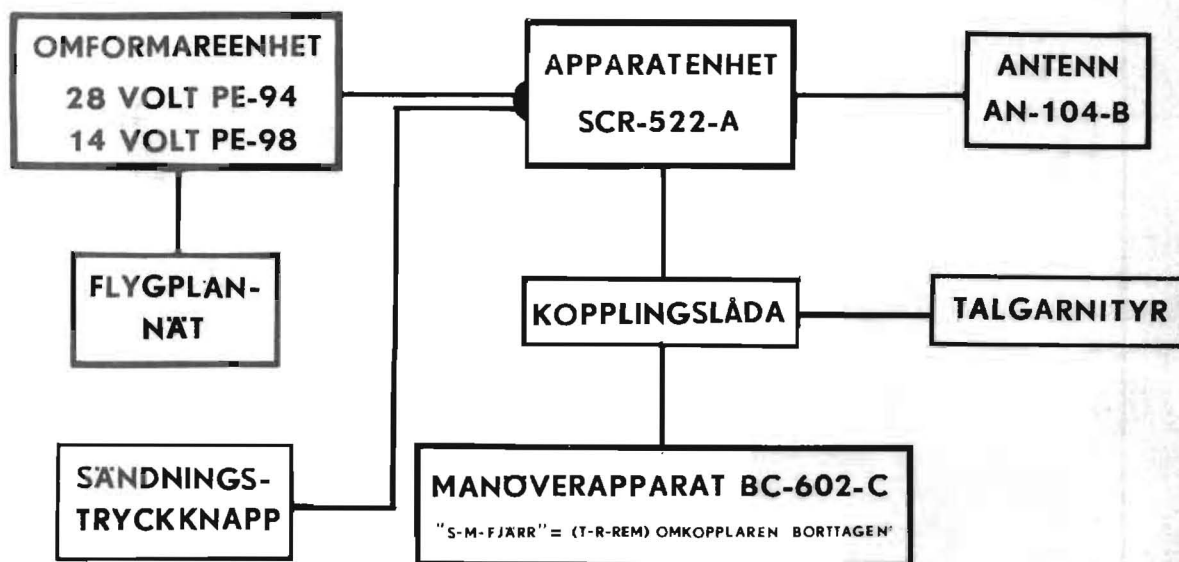 OMFORMAREENHET
28 VOLT PE-94
14 VOLT PE-98
APPARATENHET
SCR-522-A
ANTENN
AN-104-B
FLYGPLAN-
NÄT
KOPPLINGSLÅDA
TALGARNITYR
SÄNDNINGS-
TRYCKKNAPP
MANÖVERAPPARAT BC-602-C
"S-M-FJÄRR" = (T-R-REM) OMKOPPLAREN BORTTAGEN